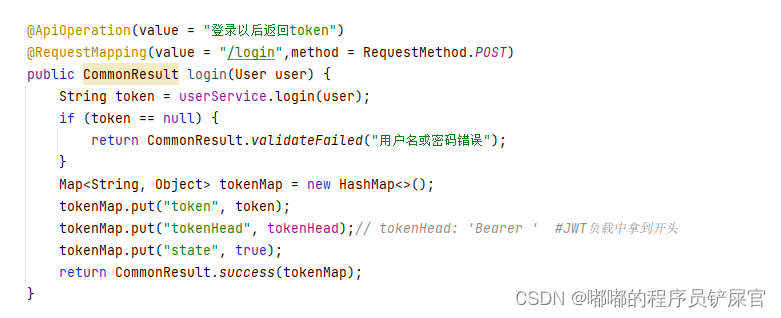 @ApiOperation(value = "登录以后返回token")
@RequestMapping(value = "/login",method = RequestMethod.POST)
public CommonResult login(User user) {
    String token = userService.login(user);
    if (token == null) {
        return CommonResult.validateFailed("用户名或密码错误");
    }
    Map<String, Object> tokenMap = new HashMap<>();
    tokenMap.put("token", token);
    tokenMap.put("tokenHead", tokenHead);// tokenHead: 'Bearer '  #JWT负载中拿到开头
    tokenMap.put("state", true);
    return CommonResult.success(tokenMap);
}
CSDN @嘟嘟的程序员铲屎官